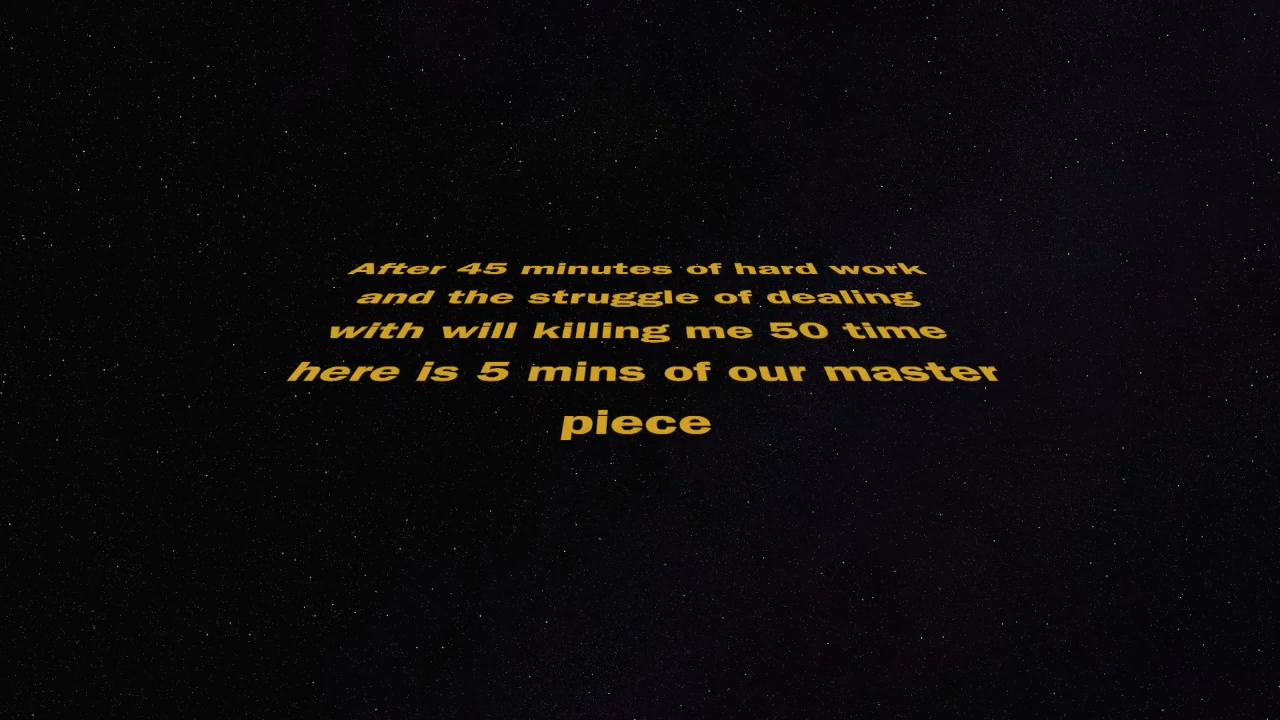 After 45 minutes of hard work
and the struggle of dealing
with will killing me 50 time
here is 5 mins of our master
piece